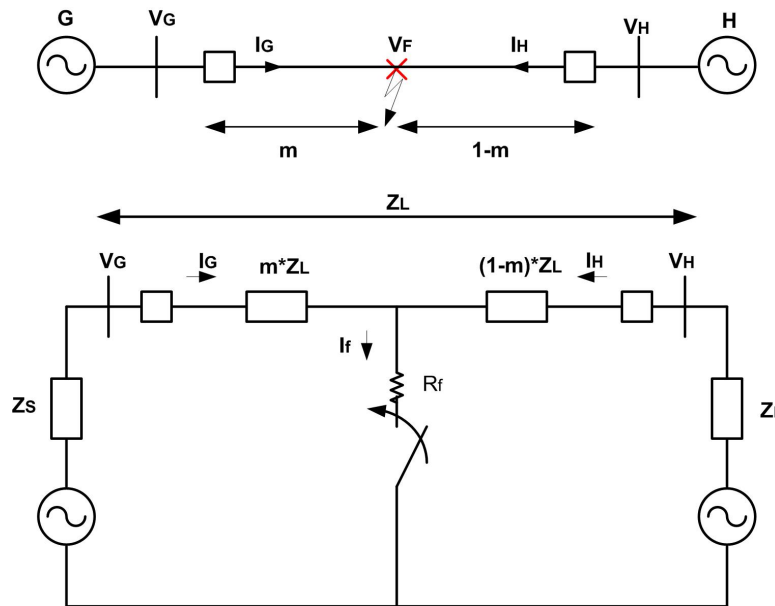 G VG IG VF IH VH H
m 1-m
ZL
VG IG m*ZL (1-m)*ZL IH VH
If
Rf
ZS